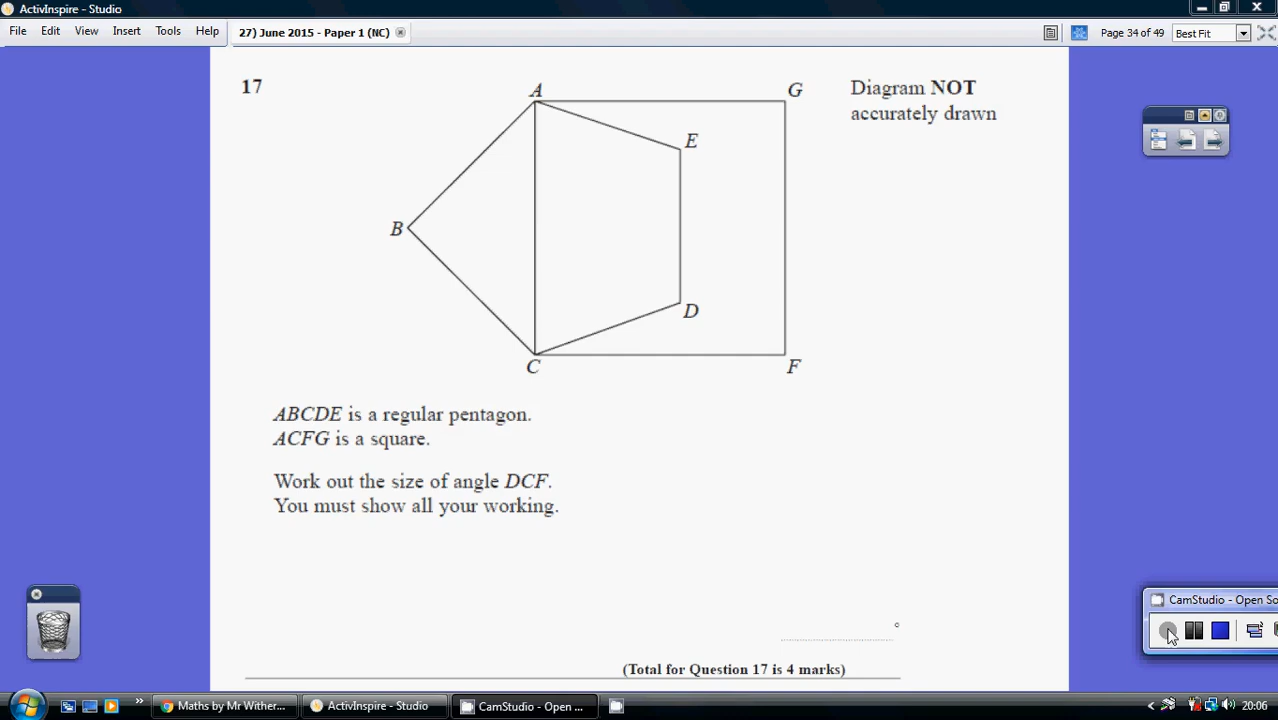 ActivInspire - Studio
File Edit View Insert Tools Help
27) June 2015 - Paper 1 (NC)
Page 34 of 49
Best Fit
17
A
G
Diagram NOT
accurately drawn
E
B
D
C
F
ABCDE is a regular pentagon.
ACFG is a square.
Work out the size of angle DCF.
You must show all your working.
°
(Total for Question 17 is 4 marks)
CamStudio - Open So
Maths by Mr Wither...
ActivInspire - Studio
CamStudio - Open ...
20:06